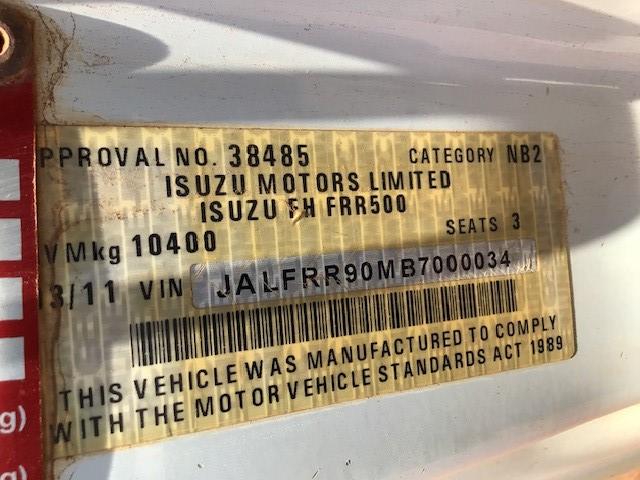 PPROVAL NO. 38485 CATEGORY NB2
ISUZU MOTORS LIMITED
ISUZU FH FRR500
VMkg 10400 SEATS 3
3/11 VIN JALFRR90MB7000034
THIS VEHICLE WAS MANUFACTURED TO COMPLY
WITH THE MOTOR VEHICLE STANDARDS ACT 1989
g)
g)